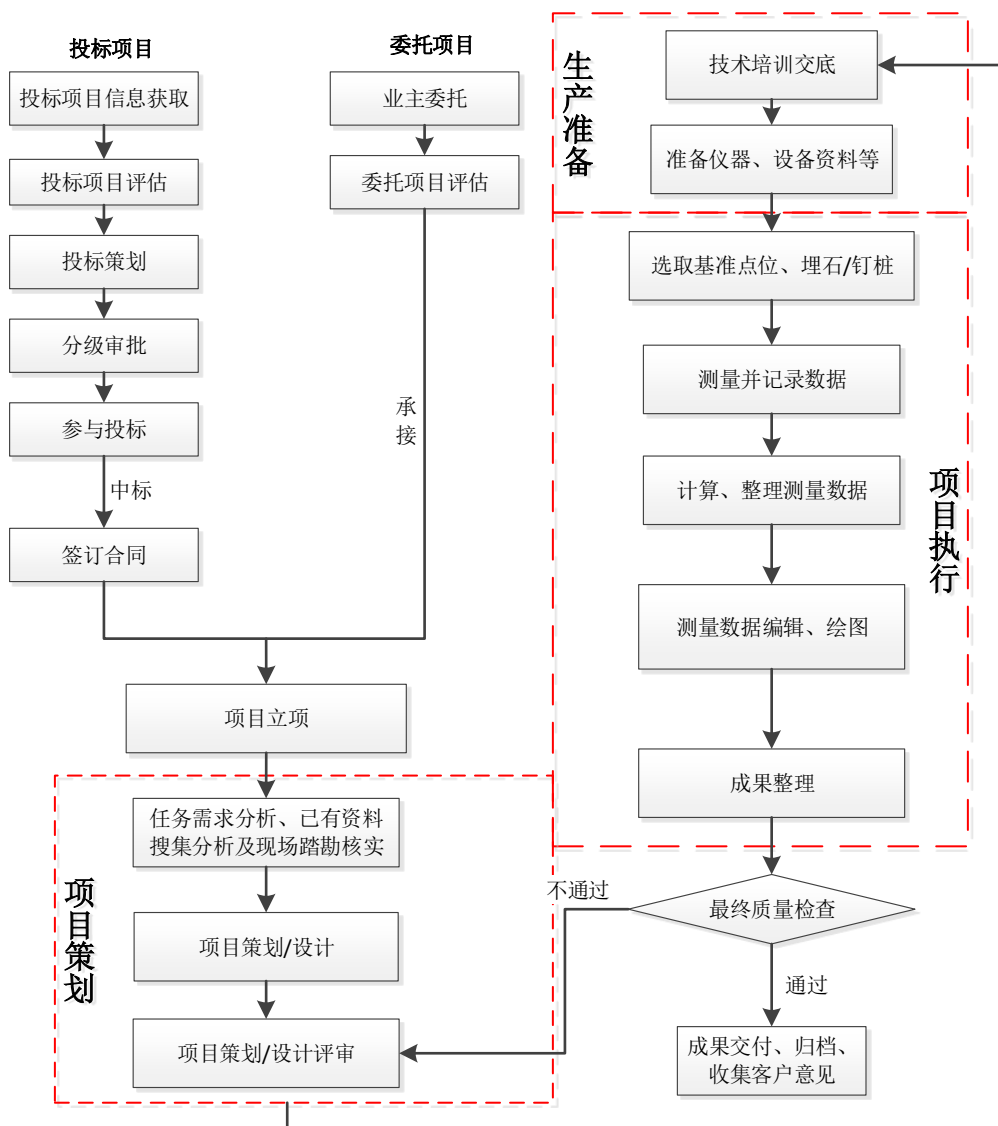 投标项目
投标项目信息获取
投标项目评估
投标策划
分级审批
参与投标
中标
签订合同
委托项目
业主委托
委托项目评估
承
接
项目立项
项目策划
任务需求分析、已有资料
搜集分析及现场踏勘核实
项目策划/设计
项目策划/设计评审
生产准备
技术培训交底
准备仪器、设备资料等
项目执行
选取基准点位、埋石/钉桩
测量并记录数据
计算、整理测量数据
测量数据编辑、绘图
成果整理
最终质量检查
不通过
通过
成果交付、归档、
收集客户意见